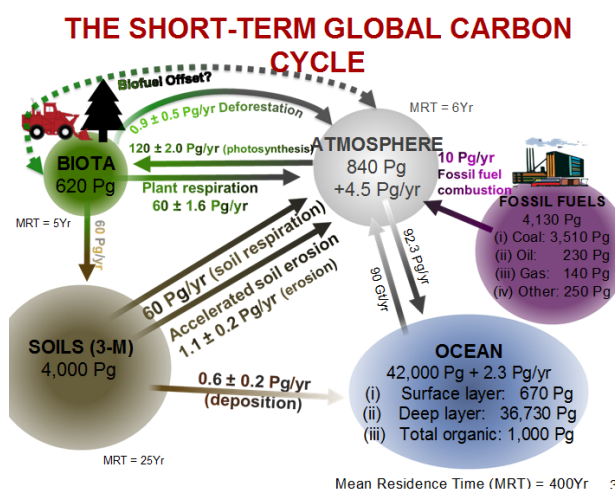 THE SHORT-TERM GLOBAL CARBON
CYCLE
Biofuel Offset?
MRT = 6Yr
0.9 ± 0.5 Pg/yr Deforestation
ATMOSPHERE
840 Pg
+4.5 Pg/yr
120 ± 2.0 Pg/yr (photosynthesis)
BIOTA
620 Pg
Plant respiration
60 ± 1.6 Pg/yr
10 Pg/yr
Fossil fuel
combustion
FOSSIL FUELS
4,130 Pg
(i) Coal: 3,510 Pg
(ii) Oil: 230 Pg
(iii) Gas: 140 Pg
(iv) Other: 250 Pg
MRT = 5Yr
60 Pg/yr
92.3 Pg/yr
90 Gt/yr
60 Pg/yr (soil respiration)
Accelerated soil erosion
1.1 ± 0.2 Pg/yr (erosion)
SOILS (3-M)
4,000 Pg
0.6 ± 0.2 Pg/yr
(deposition)
OCEAN
42,000 Pg + 2.3 Pg/yr
(i) Surface layer: 670 Pg
(ii) Deep layer: 36,730 Pg
(iii) Total organic: 1,000 Pg
MRT = 25Yr
Mean Residence Time (MRT) = 400Yr